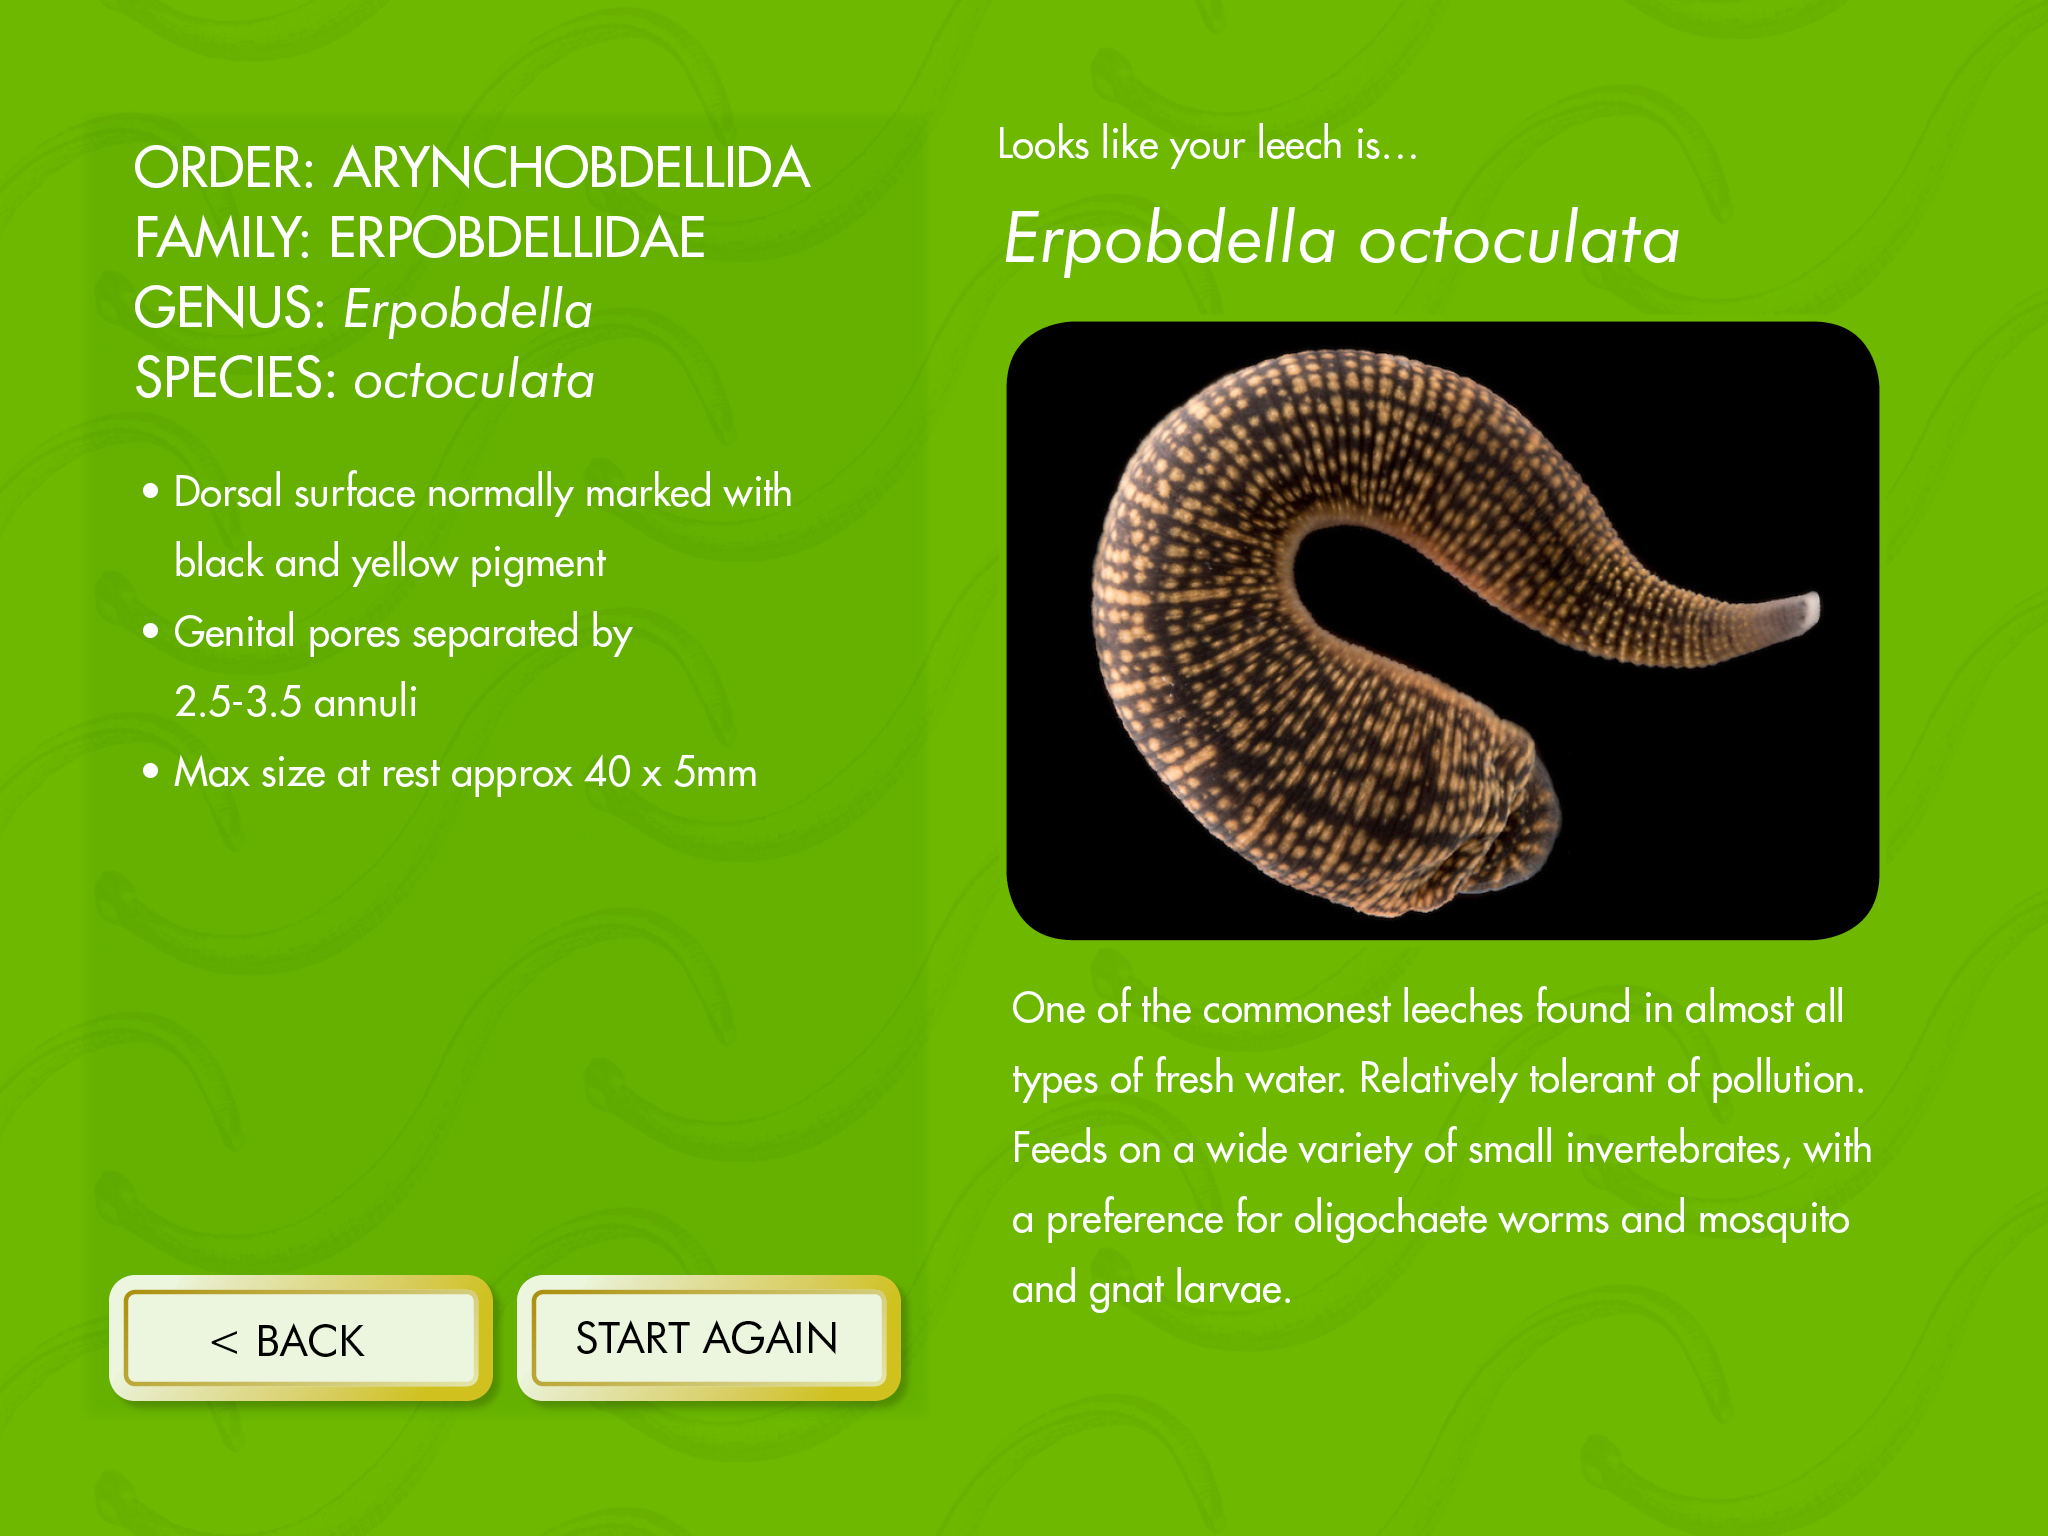 ORDER: ARYNCHOBDELLIDA
FAMILY: ERPOBDELLIDAE
GENUS: Erpobdella
SPECIES: octoculata
• Dorsal surface normally marked with
black and yellow pigment
• Genital pores separated by
2.5-3.5 annuli
• Max size at rest approx 40 x 5mm
< BACK
START AGAIN
Looks like your leech is...
Erpobdella octoculata
One of the commonest leeches found in almost all
types of fresh water. Relatively tolerant of pollution.
Feeds on a wide variety of small invertebrates, with
a preference for oligochaete worms and mosquito
and gnat larvae.